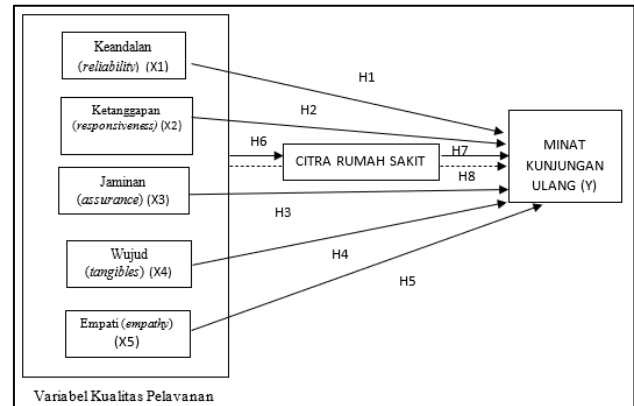 Keandalan
(reliability) (X1)
H1
Ketanggapan
(responsiveness) (X2)
H2
H6
CITRA RUMAH SAKIT
H7
H8
MINAT
KUNJUNGAN
ULANG (Y)
Jaminan
(assurance) (X3)
H3
Wujud
(tangibles) (X4)
H4
H5
Empati (empathy)
(X5)
Variabel Kualitas Pelayanan